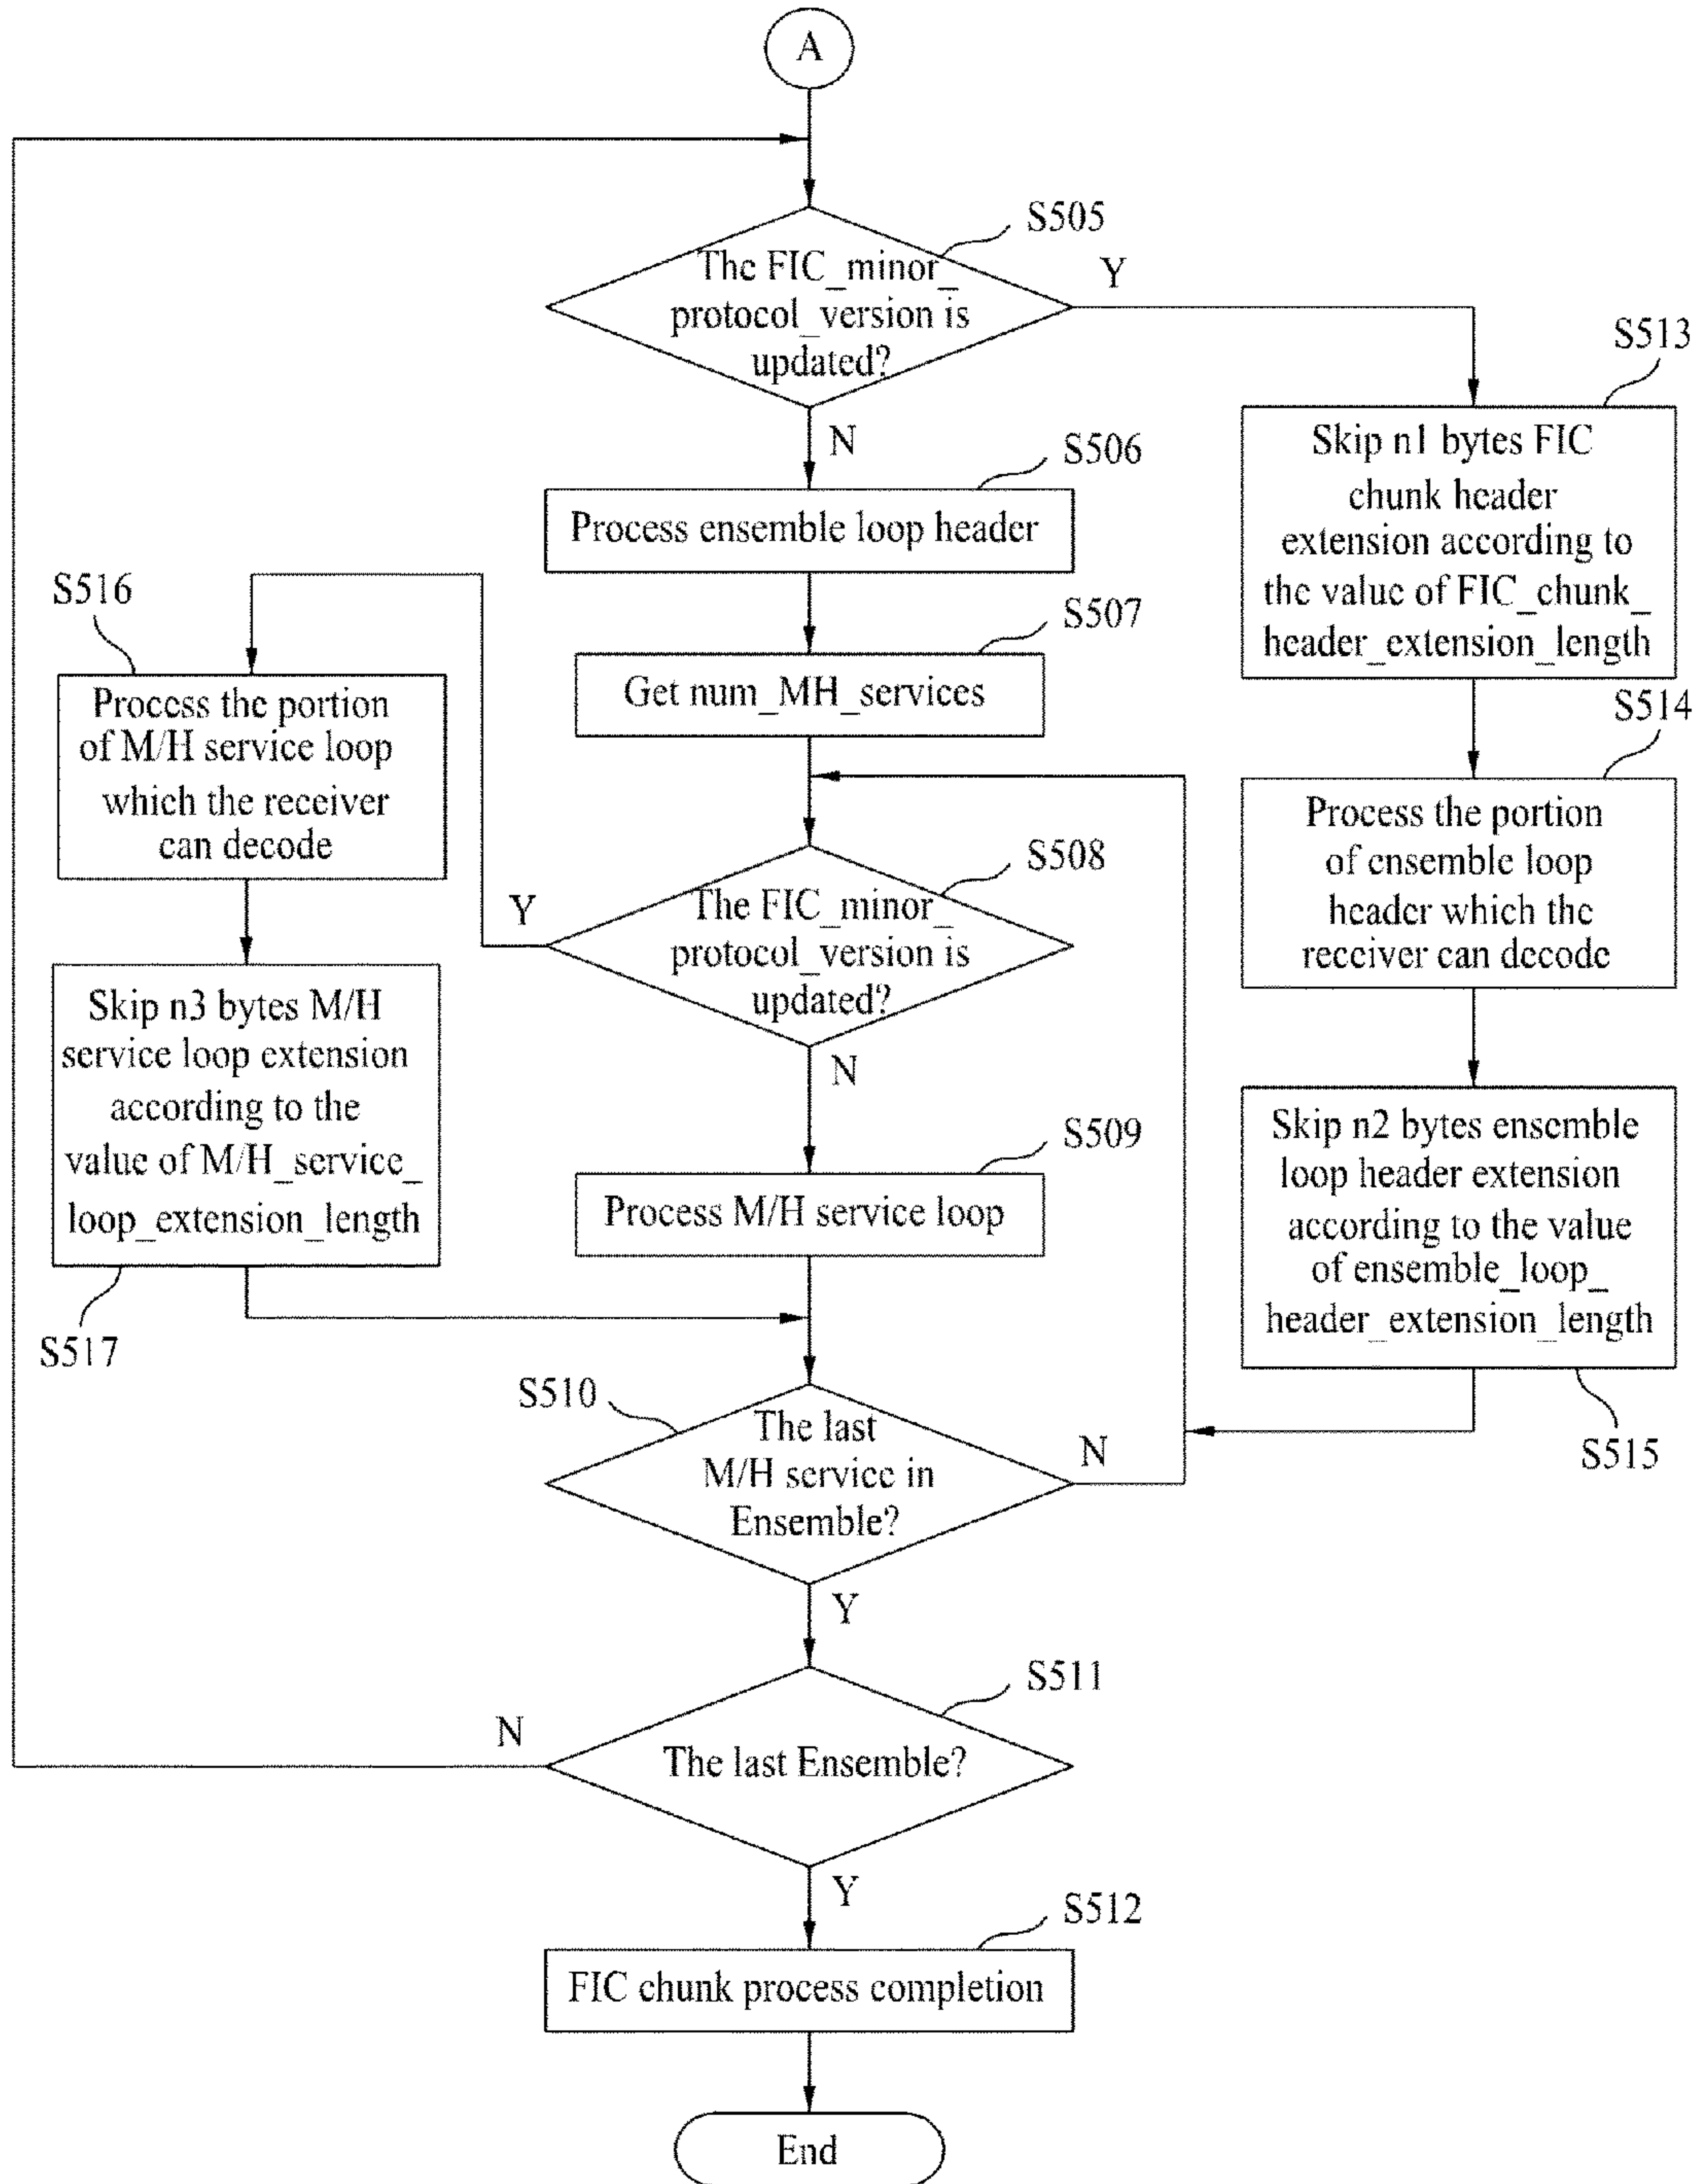 A
S505
The FIC_minor_
protocol_version is
updated?
Y
N
S513
Skip n1 bytes FIC
chunk header
extension according to
the value of FIC_chunk_
header_extension_length
S506
Process ensemble loop header
S516
Process the portion
of M/H service loop
which the receiver
can decode
S507
Get num_MH_services
S514
Process the portion
of ensemble loop
header which the
receiver can decode
S508
The FIC_minor_
protocol_version is
updated?
Y
N
S517
Skip n3 bytes M/H
service loop extension
according to the
value of M/H_service_
loop_extension_length
S509
Process M/H service loop
Skip n2 bytes ensemble
loop header extension
according to the value
of ensemble_loop_
header_extension_length
S515
S510
The last
M/H service in
Ensemble?
N
Y
S511
The last Ensemble?
N
Y
S512
FIC chunk process completion
End